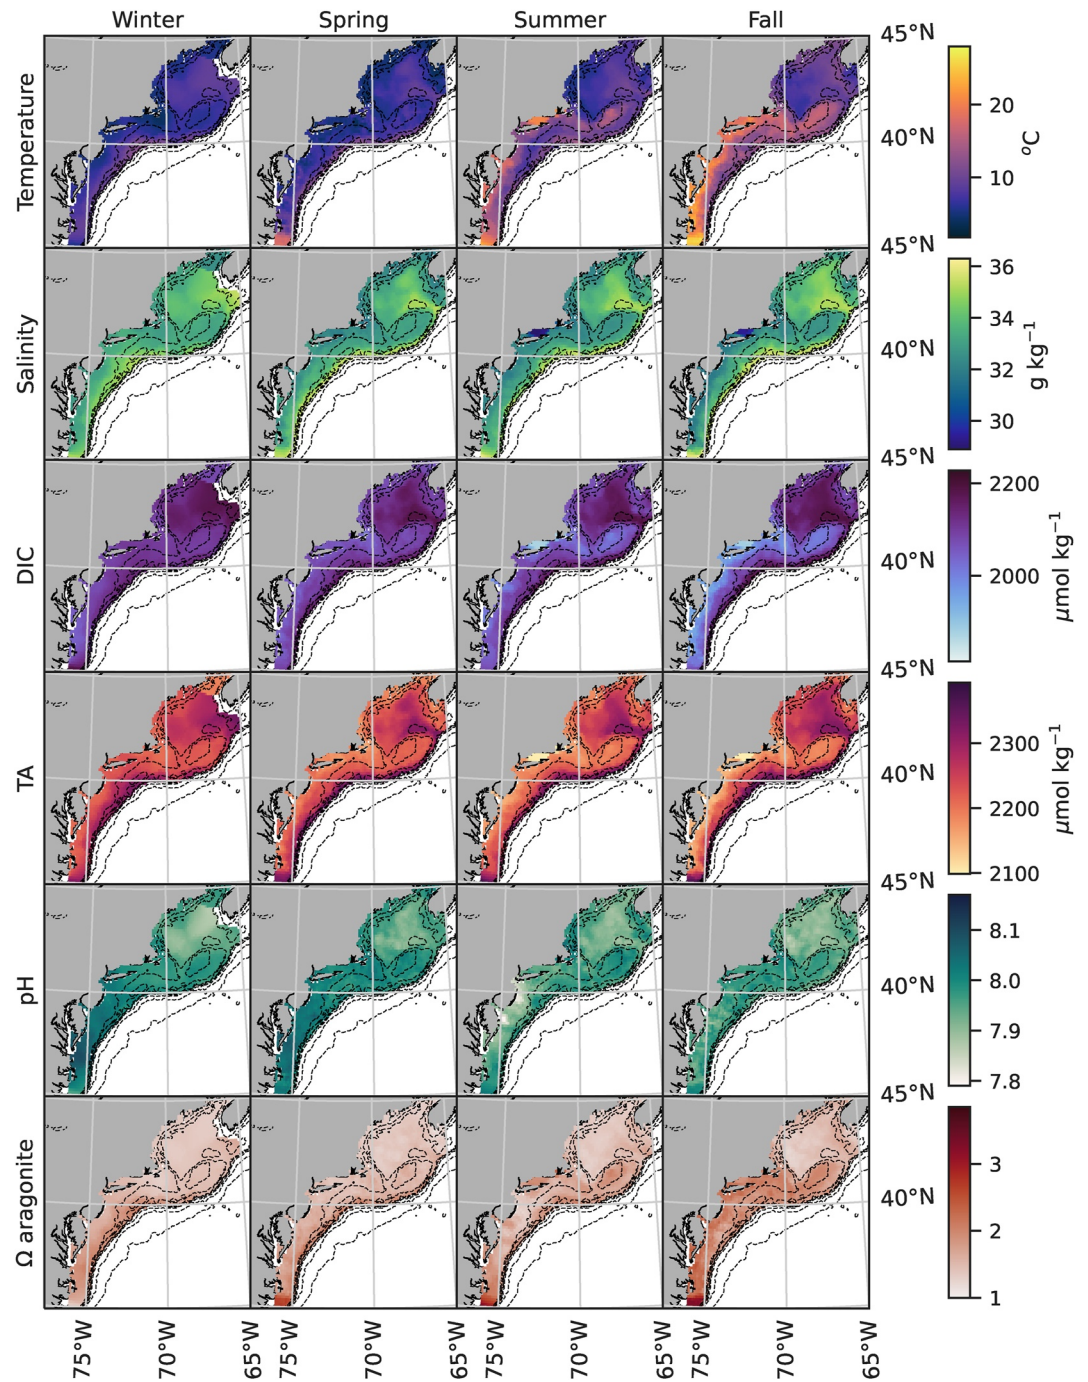 Winter Spring Summer Fall
45°N
Temperature
20
10
°C
40°N
45°N
Salinity
36
34
32
30
g kg⁻¹
40°N
45°N
DIC
2200
2000
μmol kg⁻¹
40°N
45°N
TA
2300
2200
2100
μmol kg⁻¹
40°N
45°N
pH
8.1
8.0
7.9
7.8
40°N
45°N
Ω aragonite
3
2
1
40°N
75°W 70°W 65°W 75°W 70°W 65°W 75°W 70°W 65°W 75°W 70°W 65°W